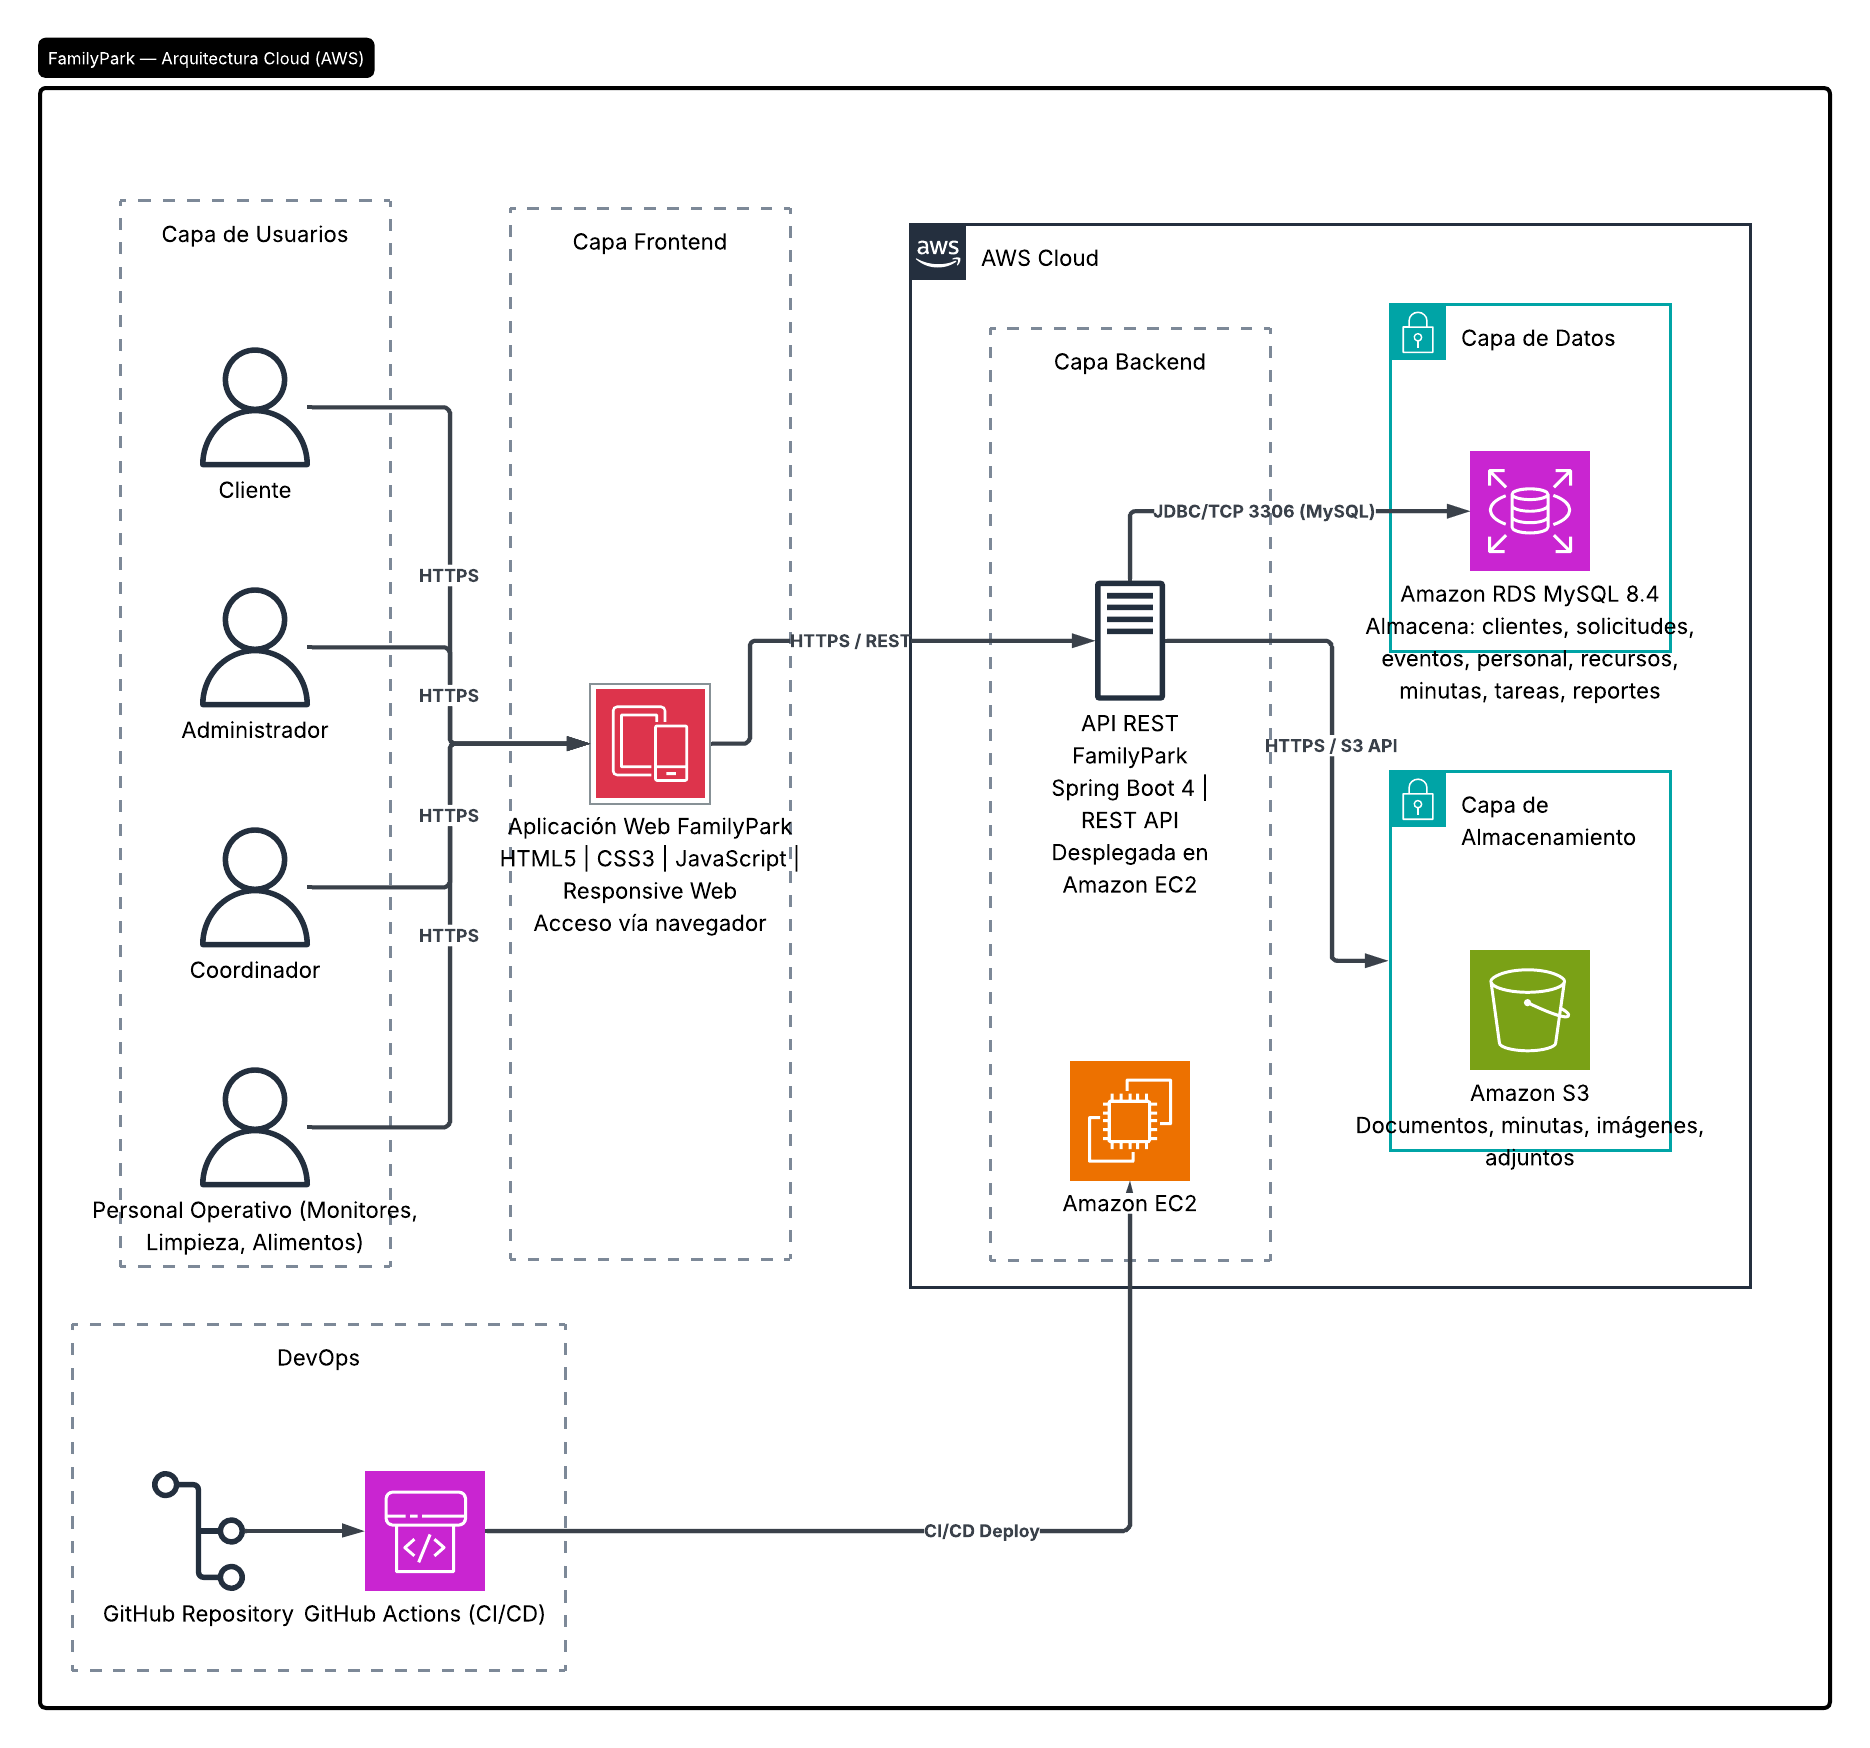 FamilyPark — Arquitectura Cloud (AWS)
Capa de Usuarios
Cliente
Administrador
Coordinador
Personal Operativo (Monitores,
Limpieza, Alimentos)
HTTPS
HTTPS
HTTPS
HTTPS
Capa Frontend
Aplicación Web FamilyPark
HTML5 | CSS3 | JavaScript |
Responsive Web
Acceso vía navegador
HTTPS / REST
aws
AWS Cloud
Capa Backend
API REST
FamilyPark
Spring Boot 4 |
REST API
Desplegada en
Amazon EC2
Amazon EC2
JDBC/TCP 3306 (MySQL)
HTTPS / S3 API
Capa de Datos
Amazon RDS MySQL 8.4
Almacena: clientes, solicitudes,
eventos, personal, recursos,
minutas, tareas, reportes
Capa de
Almacenamiento
Amazon S3
Documentos, minutas, imágenes,
adjuntos
DevOps
GitHub Repository
</>
GitHub Actions (CI/CD)
CI/CD Deploy